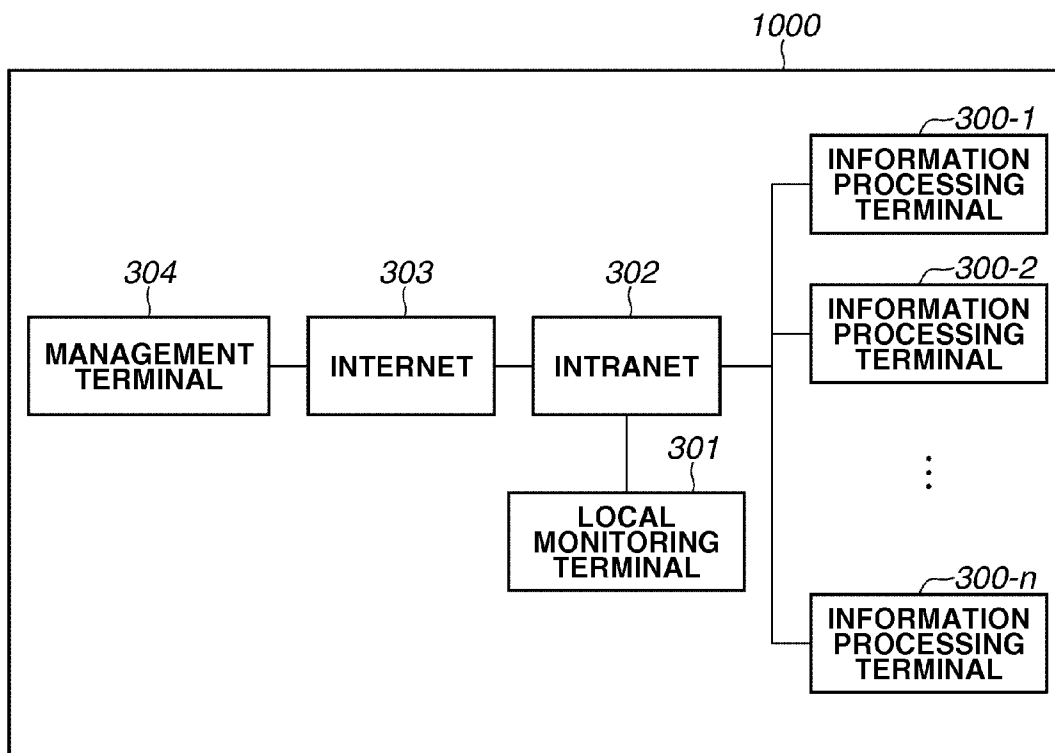 1000
300-1
INFORMATION
PROCESSING
TERMINAL
304
303
302
300-2
MANAGEMENT
TERMINAL
INTERNET
INTRANET
INFORMATION
PROCESSING
TERMINAL
301
LOCAL
MONITORING
TERMINAL
300-n
INFORMATION
PROCESSING
TERMINAL